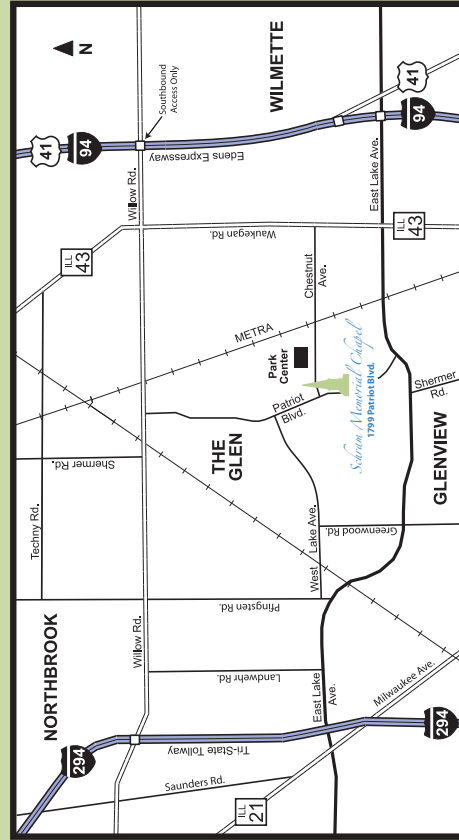 N
41
94
Southbound
Access Only
WILMETTE
41
94
Edens Expressway
Willow Rd.
East Lake Ave.
ILL
43
Waukegan Rd.
ILL
43
Chestnut
Ave.
METRA
Park
Center
Schram Memorial Chapel
1799 Patriot Blvd.
Patriot
Blvd.
Shermer
Rd.
THE
GLEN
Shermer Rd.
Techny Rd.
GLENVIEW
Greenwood Rd.
West Lake Ave.
Pfingsten Rd.
NORTHBROOK
Willow Rd.
Landwehr Rd.
East Lake
Ave.
Milwaukee Ave.
294
Tri-State Tollway
294
Saunders Rd.
ILL
21